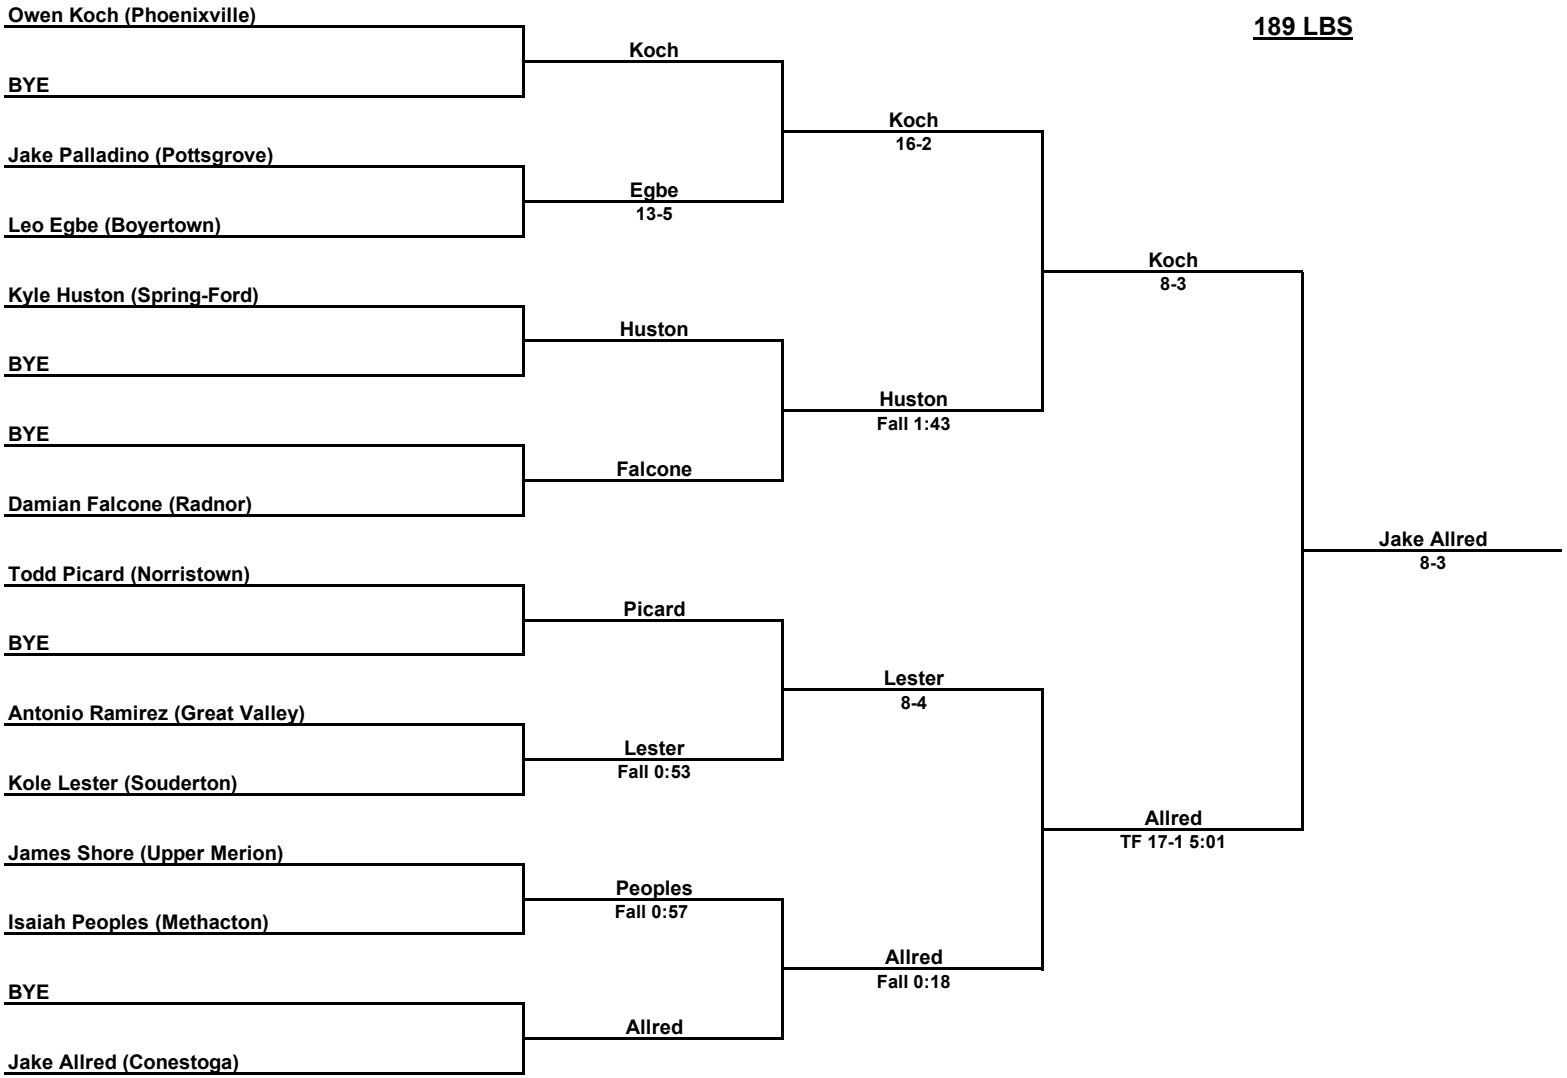 Owen Koch (Phoenixville)
189 LBS
Koch
BYE
Koch
16-2
Jake Palladino (Pottsgrove)
Egbe
13-5
Leo Egbe (Boyertown)
Koch
8-3
Kyle Huston (Spring-Ford)
Huston
BYE
Huston
Fall 1:43
BYE
Falcone
Damian Falcone (Radnor)
Jake Allred
8-3
Todd Picard (Norristown)
Picard
BYE
Lester
8-4
Antonio Ramirez (Great Valley)
Lester
Fall 0:53
Kole Lester (Souderton)
Allred
TF 17-1 5:01
James Shore (Upper Merion)
Peoples
Fall 0:57
Isaiah Peoples (Methacton)
Allred
Fall 0:18
BYE
Allred
Jake Allred (Conestoga)